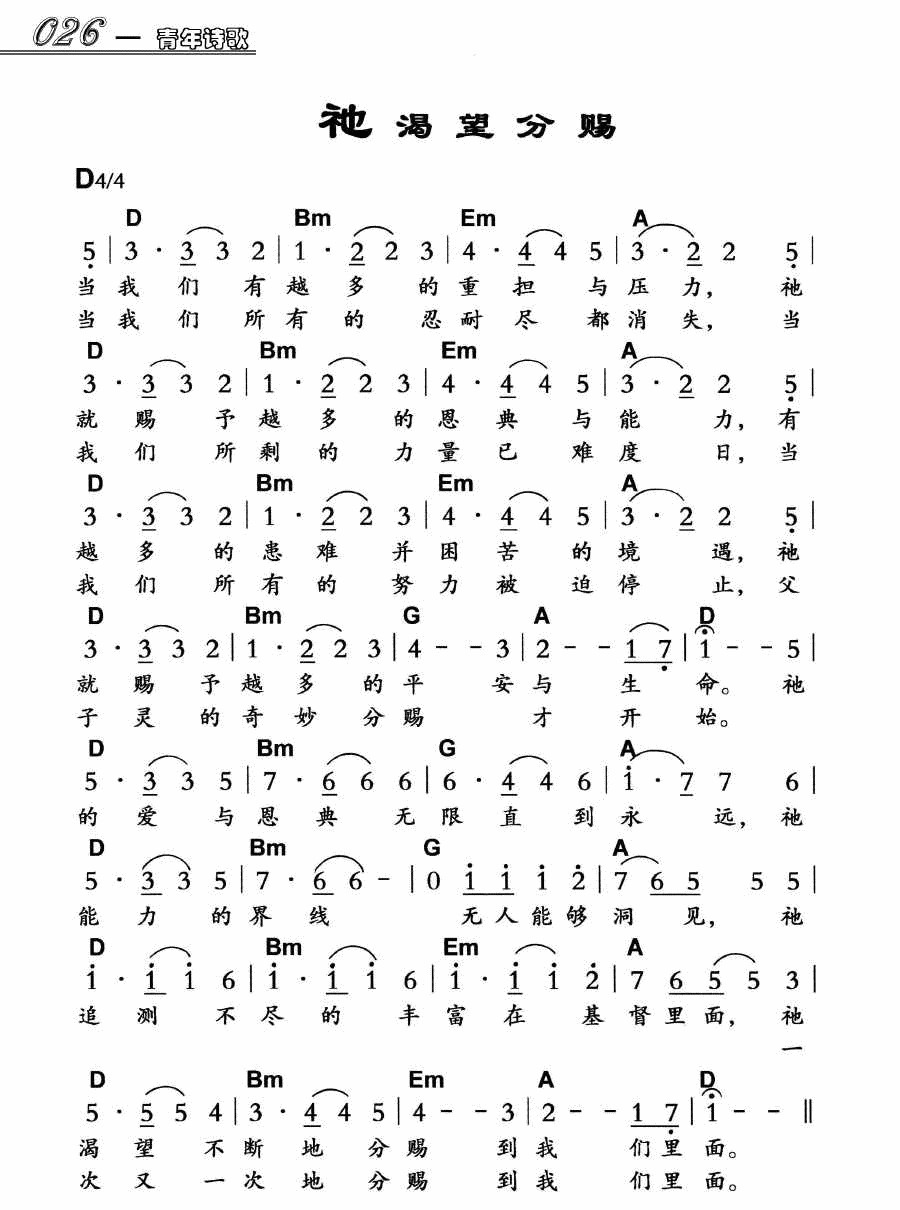 026 — 青年诗歌
祂渴望分赐
D4/4
D Bm Em A
5̣ | 3 · 3 3 2 | 1 · 2 2 3 | 4 · 4 4 5 | 3 · 2 2 5̣ |
当我们有越多的重担与压力，祂
当我们所有的忍耐尽都消失，当
D Bm Em A
3 · 3 3 2 | 1 · 2 2 3 | 4 · 4 4 5 | 3 · 2 2 5̣ |
就赐予越多的恩典与能力，有
我们所剩的力量已难度日，当
D Bm Em A
3 · 3 3 2 | 1 · 2 2 3 | 4 · 4 4 5 | 3 · 2 2 5̣ |
越多的患难并困苦的境遇，祂
我们所有的努力被迫停止，父
D Bm G A D
3 · 3 3 2 | 1 · 2 2 3 | 4 - - 3 | 2 - - 1 7̣ | 1 - - 5 |
就赐予越多的平安与生命。祂
子灵的奇妙分赐才开始。
D Bm G A
5 · 3 3 5 | 7 · 6 6 6 | 6 · 4 4 6 | i · 7 7 6 |
的爱与恩典无限直到永远，祂
D Bm G A
5 · 3 3 5 | 7 · 6 6 - | 0 i i i 2̇ | 7 6 5 5 5 |
能力的界线无人能够洞见，祂
D Bm Em A
i · i i 6 | i · i i 6 | i · i i 2̇ | 7 6 5 5 3 |
追测不尽的丰富在基督里面，祂
一
D Bm Em A D
5 · 5 5 4 | 3 · 4 4 5 | 4 - - 3 | 2 - - 1 7̣ | 1 - - ‖
渴望不断地分赐到我们里面。
次又一次地分赐到我们里面。